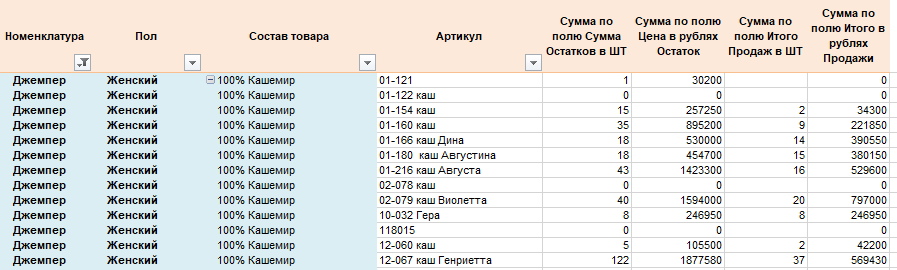 Номенклатура Пол Состав товара Артикул Сумма по полю Сумма Остатков в ШТ Сумма по полю Цена в рублях Остаток Сумма по полю Итого Продаж в ШТ Сумма по полю Итого в рублях Продажи
Джемпер Женский 100% Кашемир 01-121 1 30200 0
Джемпер Женский 100% Кашемир 01-122 каш 0 0 0
Джемпер Женский 100% Кашемир 01-154 каш 15 257250 2 34300
Джемпер Женский 100% Кашемир 01-160 каш 35 895200 9 221850
Джемпер Женский 100% Кашемир 01-166 каш Дина 18 530000 14 390550
Джемпер Женский 100% Кашемир 01-180 каш Августина 18 454700 15 380150
Джемпер Женский 100% Кашемир 01-216 каш Августа 43 1423300 16 529600
Джемпер Женский 100% Кашемир 02-078 каш 0 0 0
Джемпер Женский 100% Кашемир 02-079 каш Виолетта 40 1594000 20 797000
Джемпер Женский 100% Кашемир 10-032 Гера 8 246950 8 246950
Джемпер Женский 100% Кашемир 118015 0 0 0
Джемпер Женский 100% Кашемир 12-060 каш 5 105500 2 42200
Джемпер Женский 100% Кашемир 12-067 каш Генриетта 122 1877580 37 569430